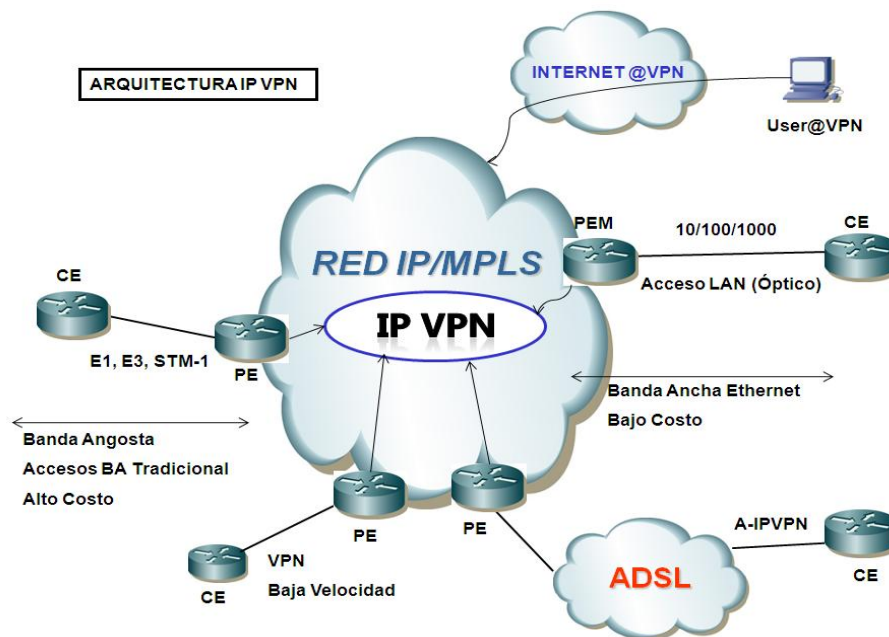 INTERNET @VPN
ARQUITECTURA IP VPN
User@VPN
PEM
10/100/1000
CE
RED IP/MPLS
CE
Acceso LAN (Óptico)
IP VPN
E1, E3, STM-1
PE
Banda Ancha Ethernet
Bajo Costo
Banda Angosta
Accesos BA Tradicional
Alto Costo
PE
PE
A-IPVPN
VPN
Baja Velocidad
CE
ADSL
CE